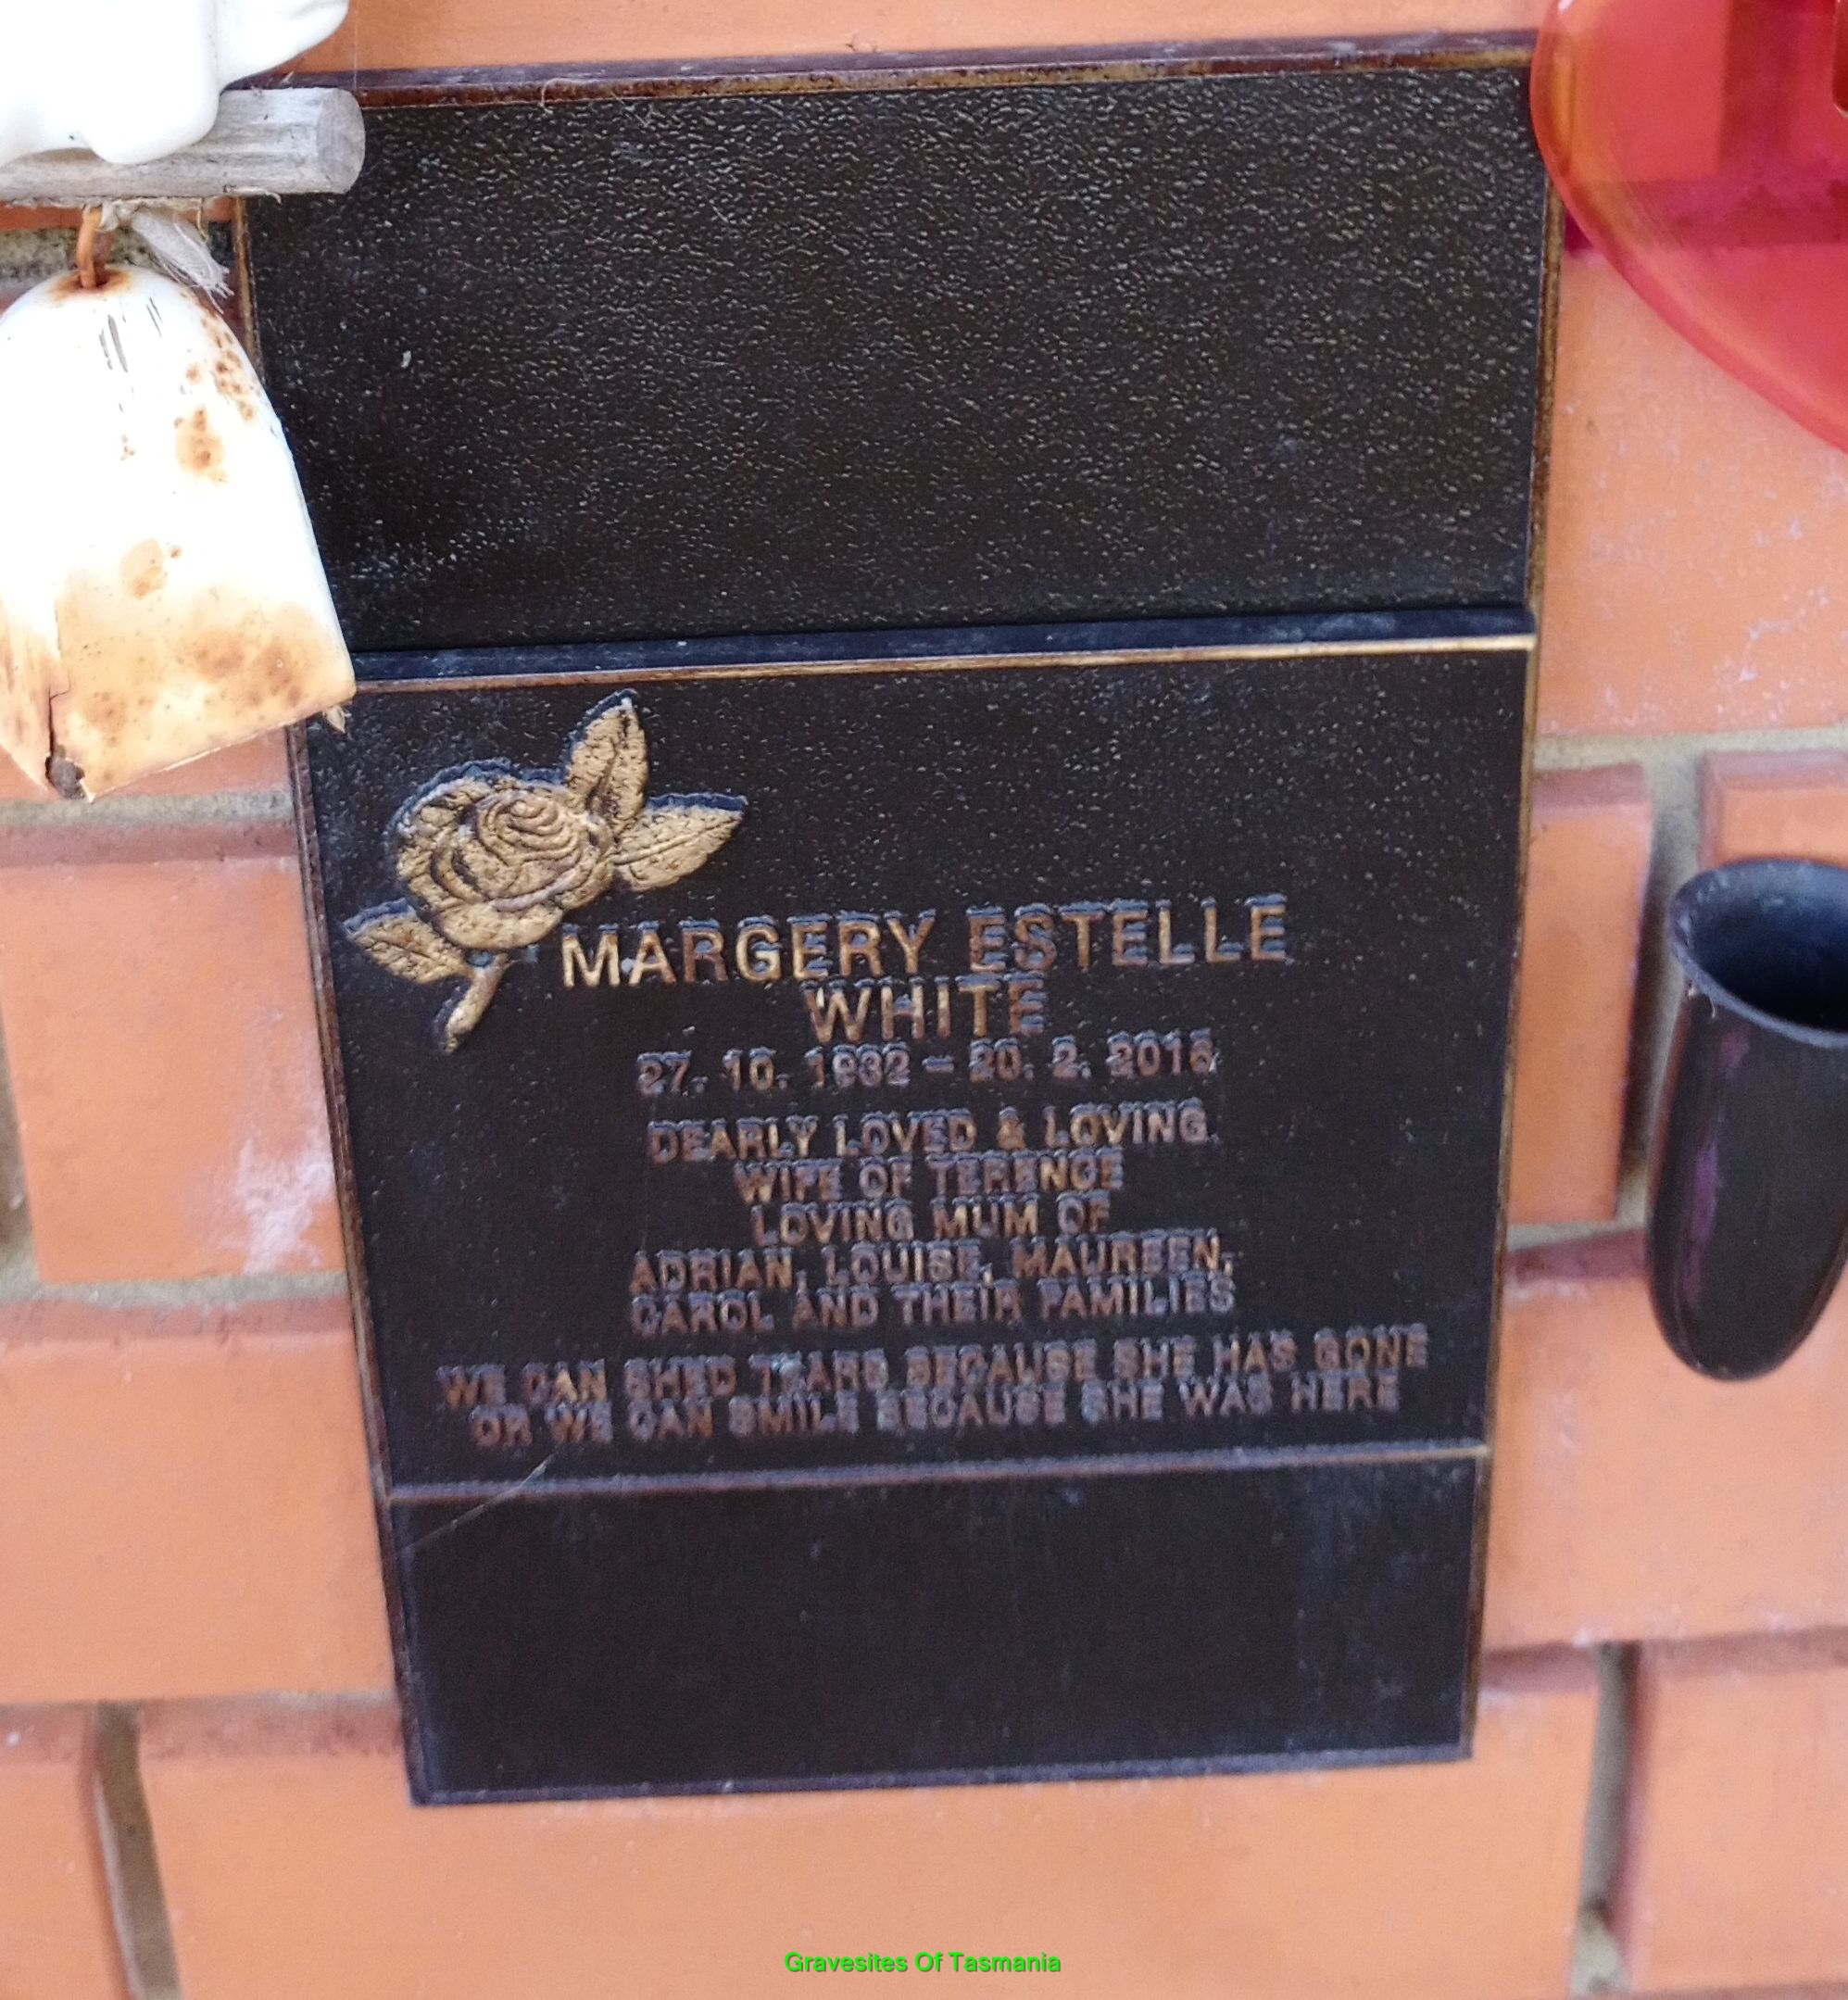 MARGERY ESTELLE
WHITE
27. 10. 1932 – 20. 2.
DEARLY LOVED & LOVING
WIFE OF TERENCE
LOVING MUM OF
ADRIAN, LOUISE, MAUREEN,
CAROL AND THEIR FAMILIES
WE CAN SHED TEARS BECAUSE SHE HAS GONE
OR WE CAN SMILE BECAUSE SHE WAS HERE
Gravesites Of Tasmania